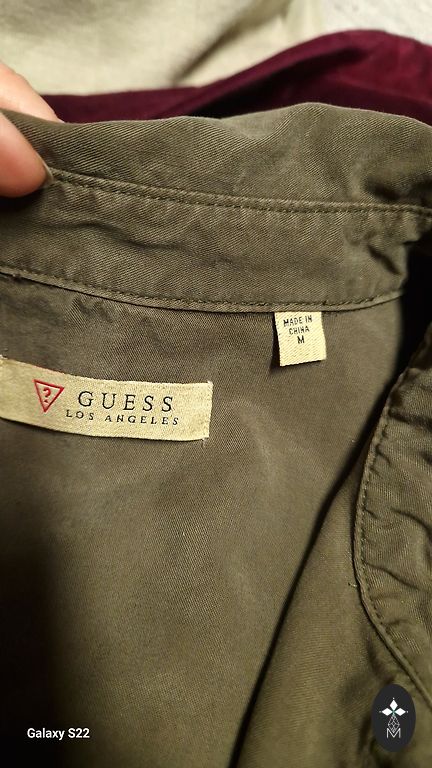 MADE IN
CHINA
M
? GUESS
LOS ANGELES
Galaxy S22
M